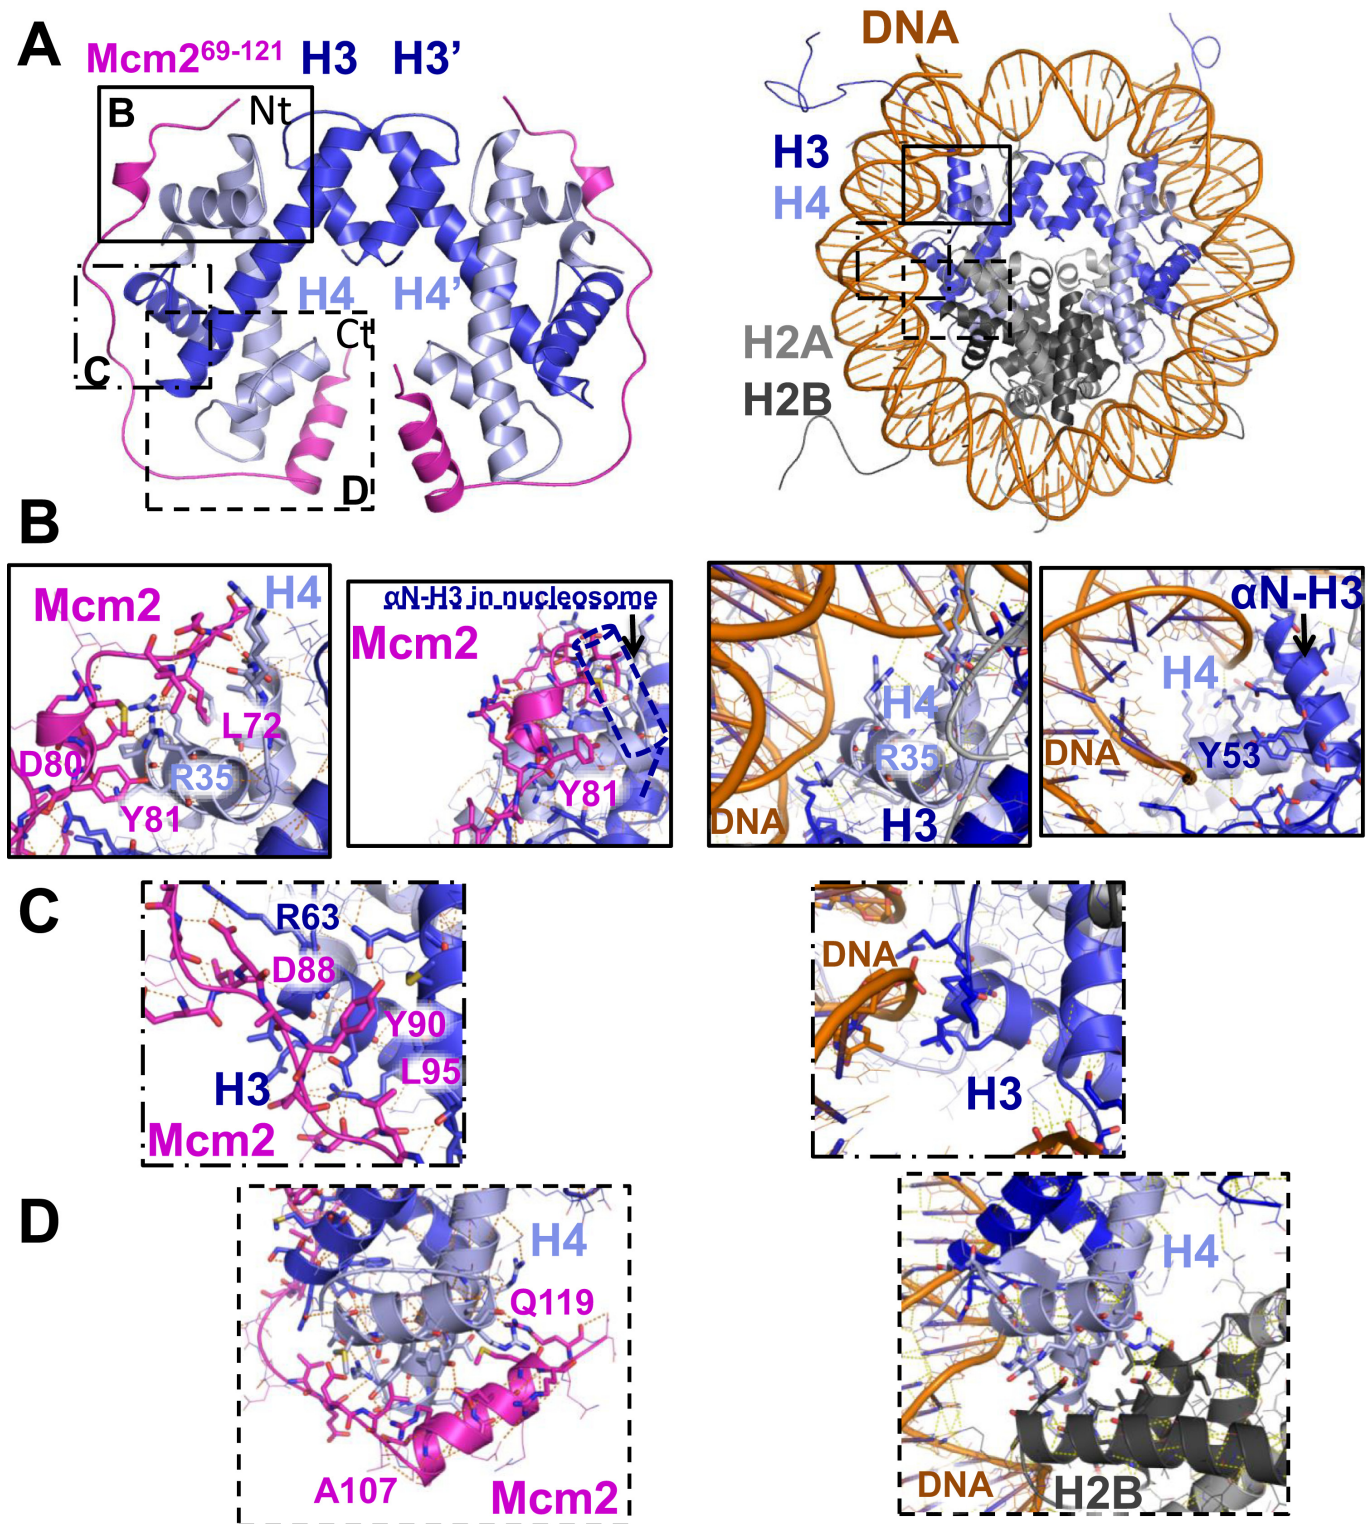 A
Mcm2⁶⁹⁻¹²¹ H3 H3’
B
Nt
H4 H4’
Ct
C
D
DNA
H3
H4
H2A
H2B
B
Mcm2
H4
L72
D80
R35
Y81
αN-H3 in nucleosome
Mcm2
Y81
H4
R35
DNA
H3
αN-H3
H4
DNA
Y53
C
R63
D88
Y90
L95
H3
Mcm2
DNA
H3
D
H4
Q119
A107
Mcm2
H4
DNA
H2B